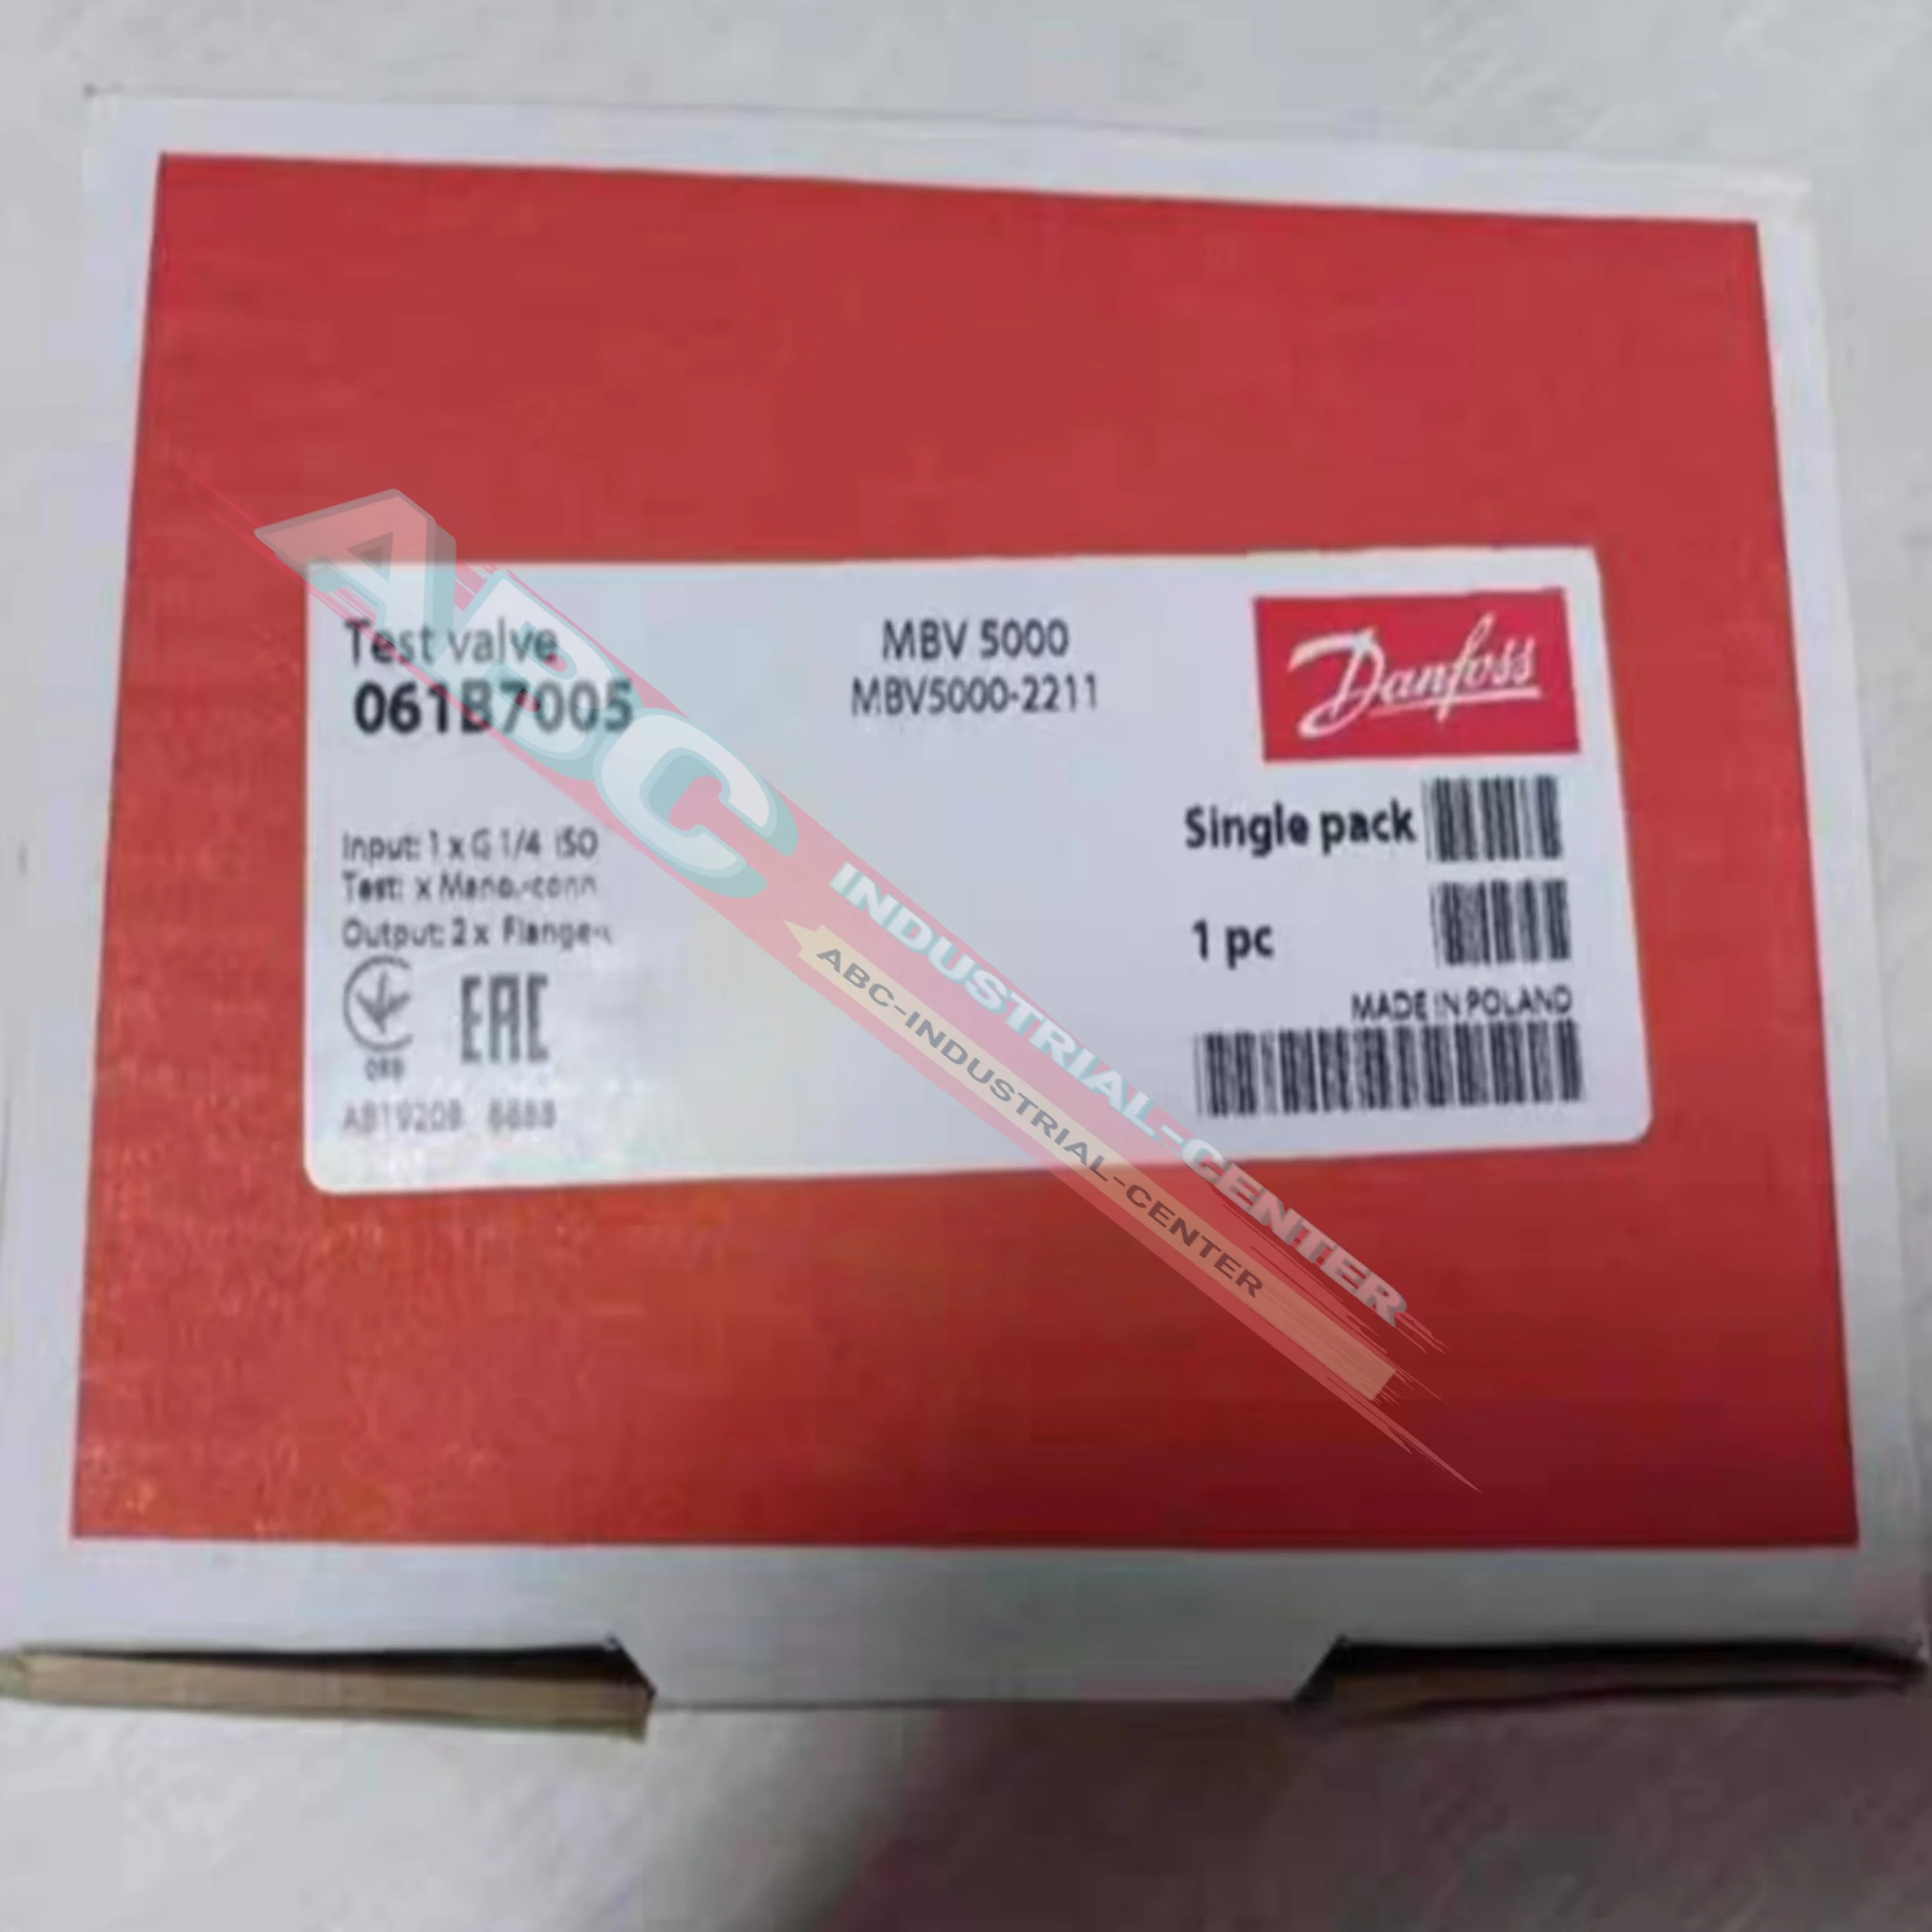 Test valve
061B7005
MBV 5000
MBV5000-2211
Danfoss
Input: 1 x G 1/4 ISO
Test: x Mano.-conn
Output: 2 x Flange-
Single pack
1 pc
MADE IN POLAND
EAC
ABC
INDUSTRIAL-CENTER
ABC-INDUSTRIAL-CENTER